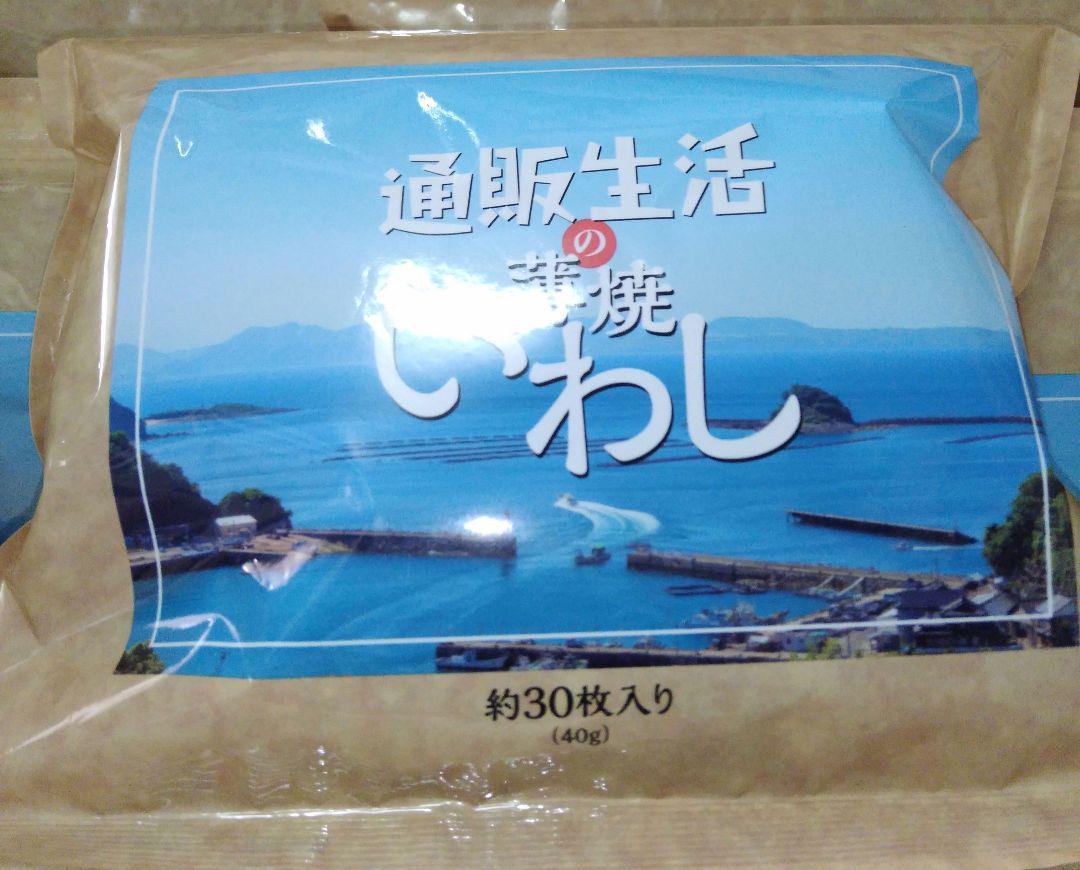 通販生活
の
薄焼
いわし
約30枚入り
(40g)